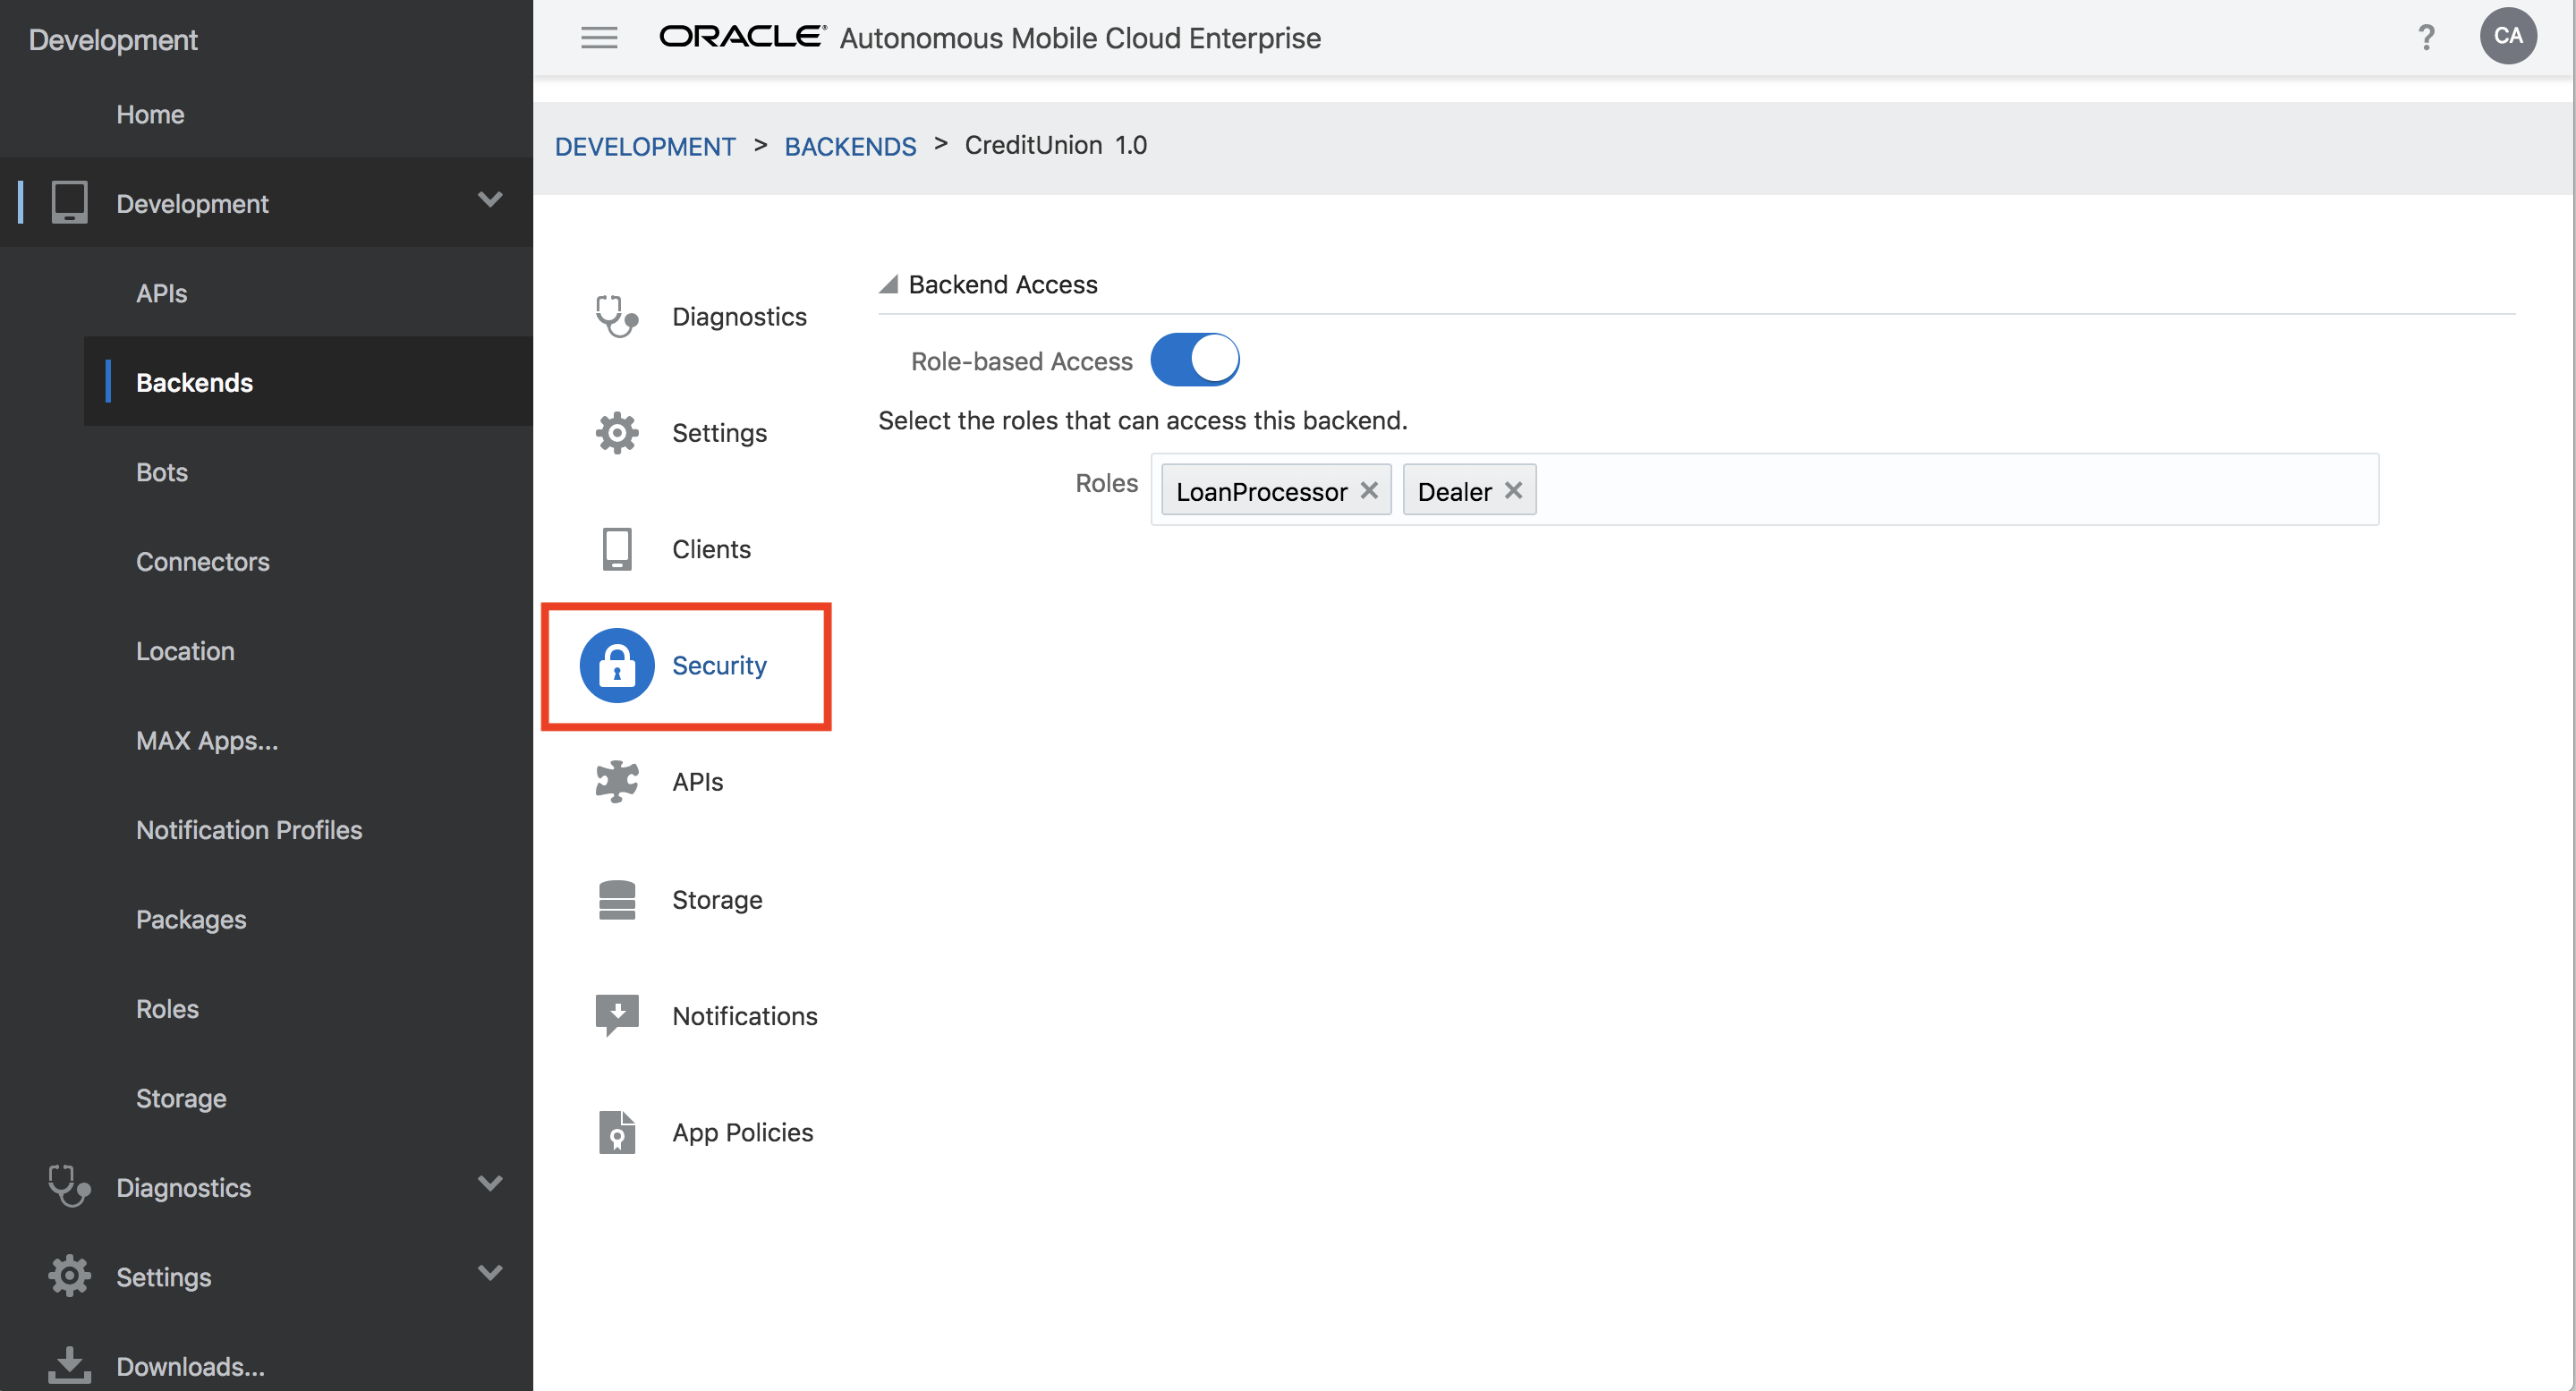 Development
Home
Development
APIs
Backends
Bots
Connectors
Location
MAX Apps...
Notification Profiles
Packages
Roles
Storage
Diagnostics
Settings
Downloads...
ORACLE® Autonomous Mobile Cloud Enterprise
? CA
DEVELOPMENT > BACKENDS > CreditUnion 1.0
Diagnostics
Settings
Clients
Security
APIs
Storage
Notifications
App Policies
Backend Access
Role-based Access
Select the roles that can access this backend.
Roles LoanProcessor ✕ Dealer ✕